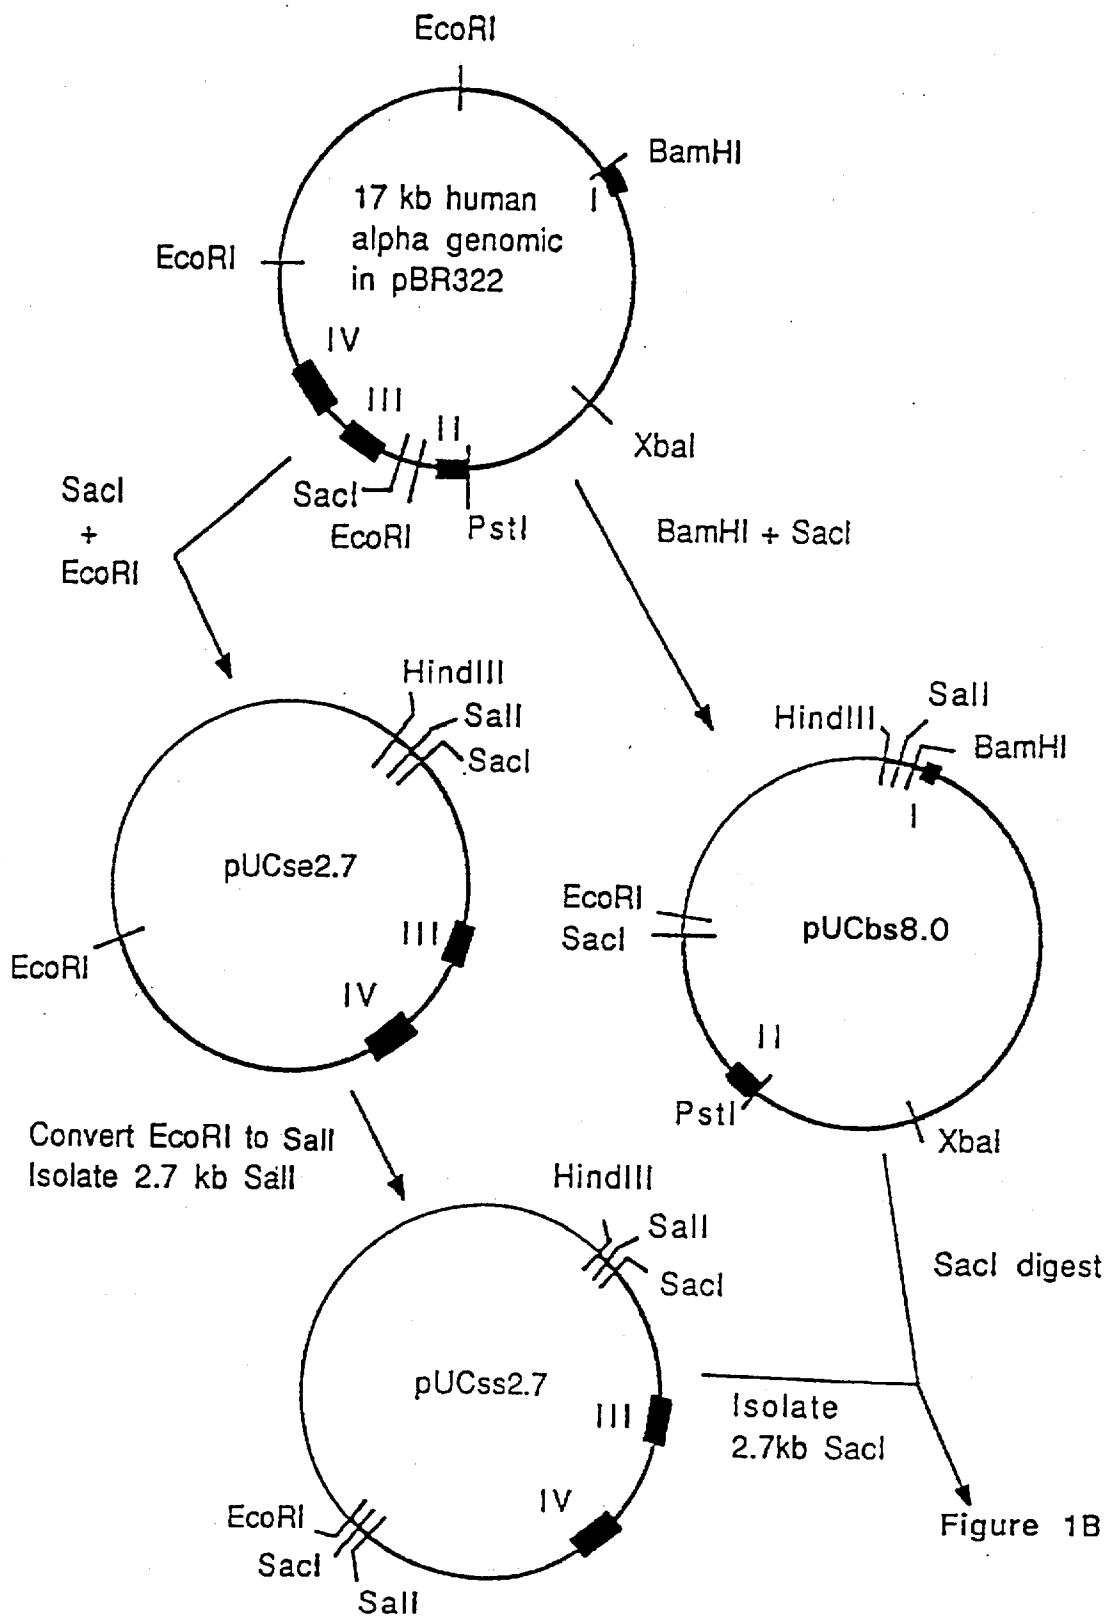 EcoRI
BamHI
I
17 kb human
alpha genomic
in pBR322
EcoRI
IV
III
II
XbaI
SacI
EcoRI
PstI
SacI
+
EcoRI
BamHI + SacI
HindIII
SalI
SacI
pUCse2.7
III
IV
EcoRI
HindIII
SalI
BamHI
I
EcoRI
SacI
pUCbs8.0
II
PstI
XbaI
Convert EcoRI to SalI
Isolate 2.7 kb SalI
HindIII
SalI
SacI
pUCss2.7
III
IV
EcoRI
SacI
SalI
SacI digest
Isolate
2.7kb SacI
Figure 1B